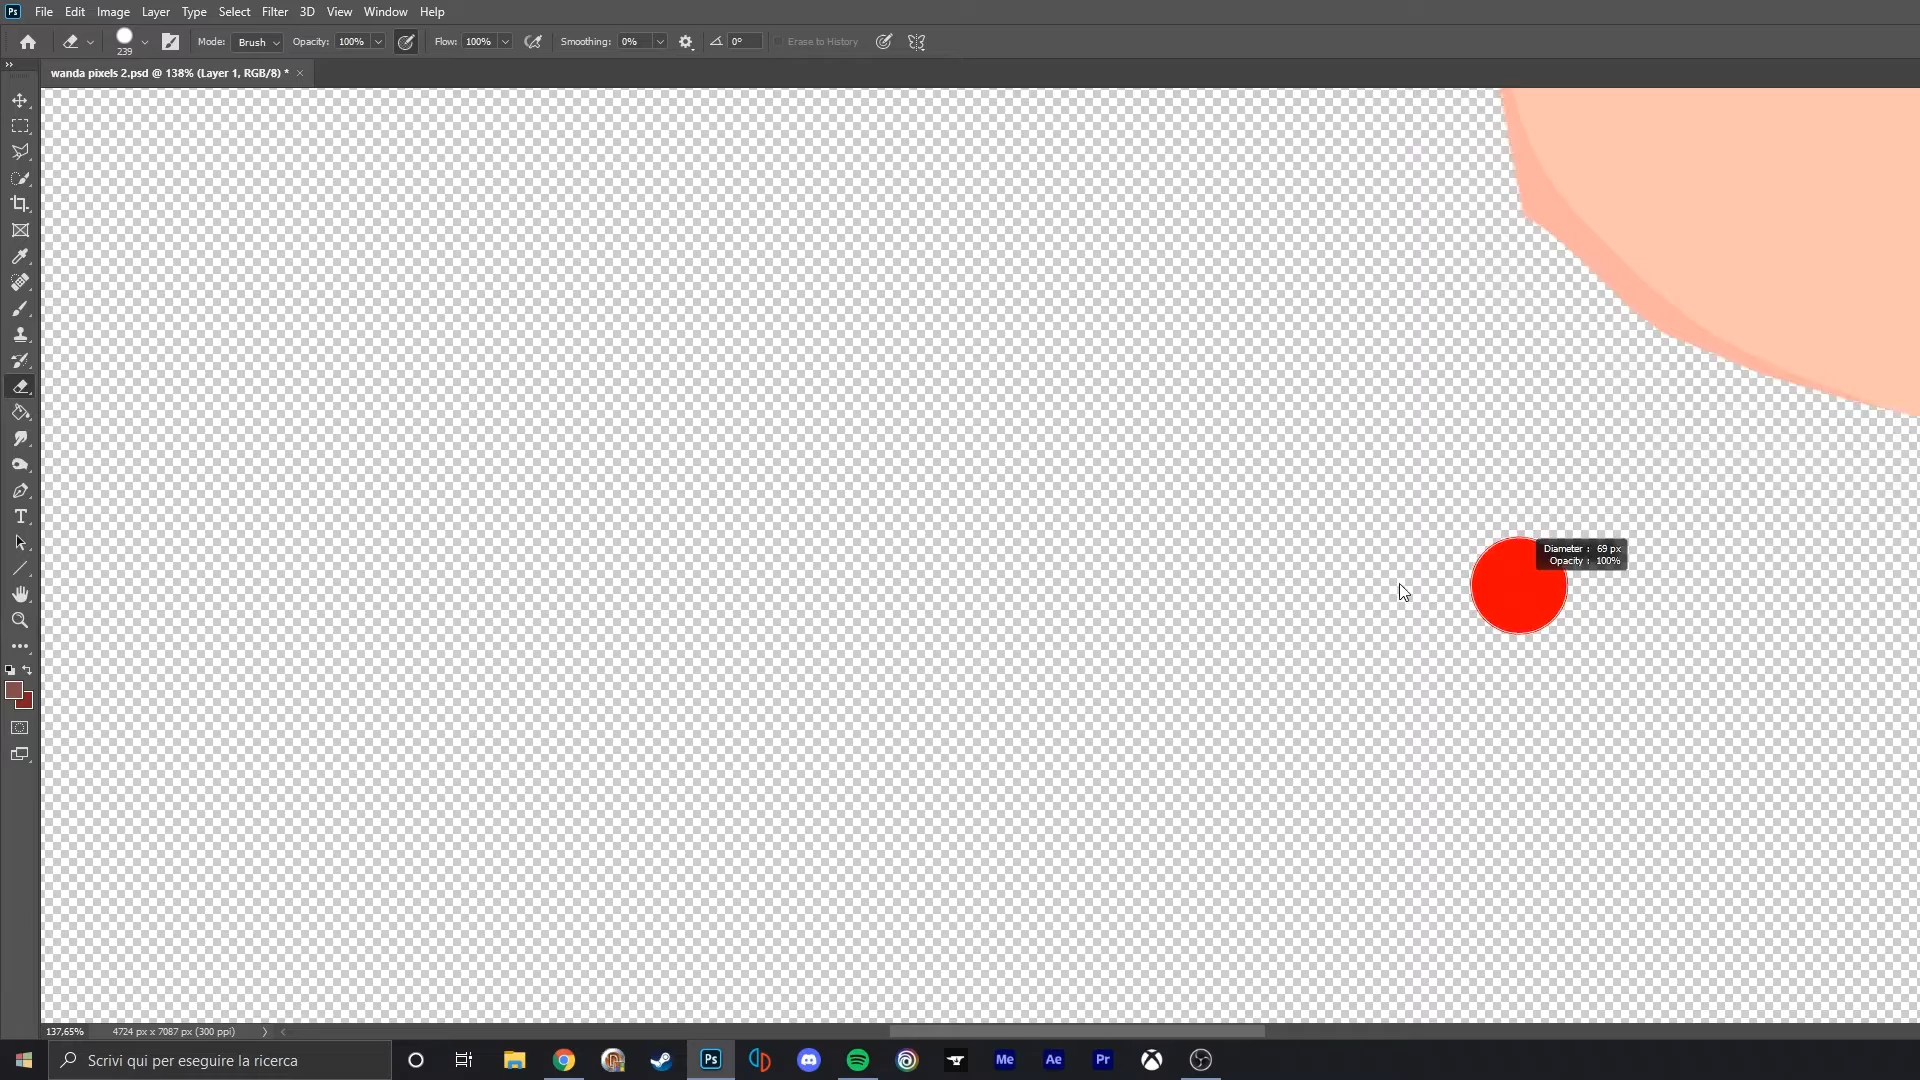 Ps File Edit Image Layer Type Select Filter 3D View Window Help
239 Mode: Brush Opacity: 100% Flow: 100% Smoothing: 0% 0° Erase to History
wanda pixels 2.psd @ 138% (Layer 1, RGB/8) * ×
T
Diameter : 69 px
Opacity : 100%
137,65% 4724 px x 7087 px (300 ppi)
Scrivi qui per eseguire la ricerca Ps Me Ae Pr